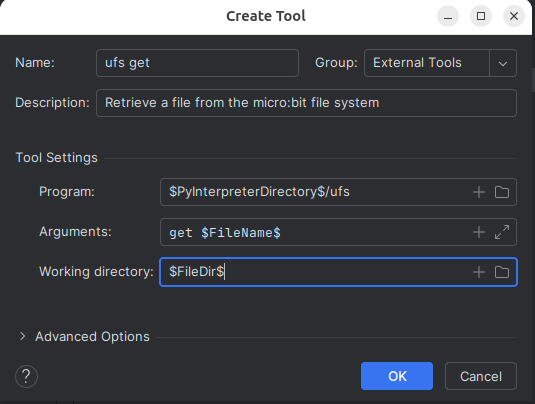 Create Tool
Name: ufs get Group: External Tools
Description: Retrieve a file from the micro:bit file system
Tool Settings
Program: $PyInterpreterDirectory$/ufs
Arguments: get $FileName$
Working directory: $FileDir$
Advanced Options
? OK Cancel